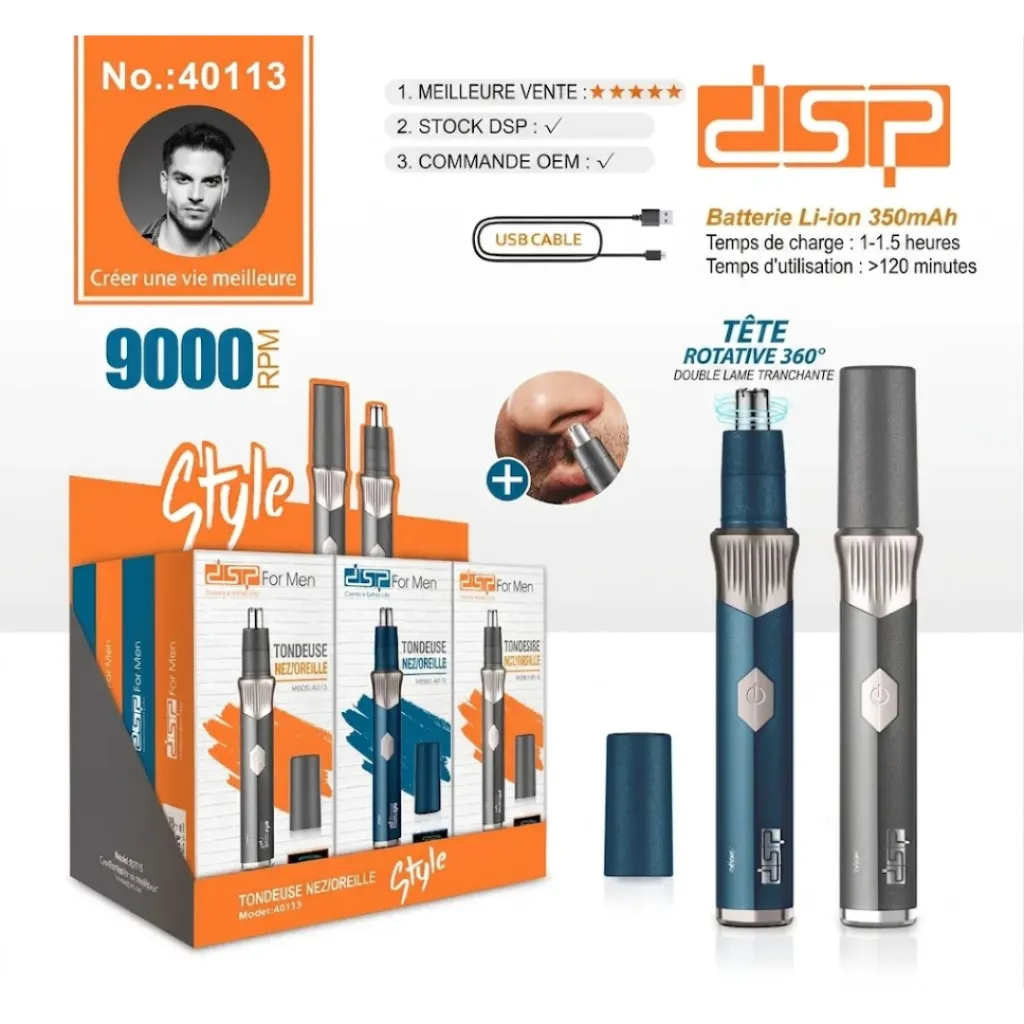 No.:40113
Créer une vie meilleure
1. MEILLEURE VENTE :★★★★★
2. STOCK DSP : ✓
3. COMMANDE OEM : ✓
dsp
USB CABLE
Batterie Li-ion 350mAh
Temps de charge : 1-1.5 heures
Temps d'utilisation : >120 minutes
9000
RPM
TÊTE
ROTATIVE 360°
DOUBLE LAME TRANCHANTE
Style
dsp For Men
TONDEUSE
NEZ/OREILLE
dsp For Men
TONDEUSE
NEZ/OREILLE
dsp For Men
TONDESIBE
dsp For Men
dsp For Men
TONDEUSE NEZ/OREILLE
Model:A0113
Style
dsp